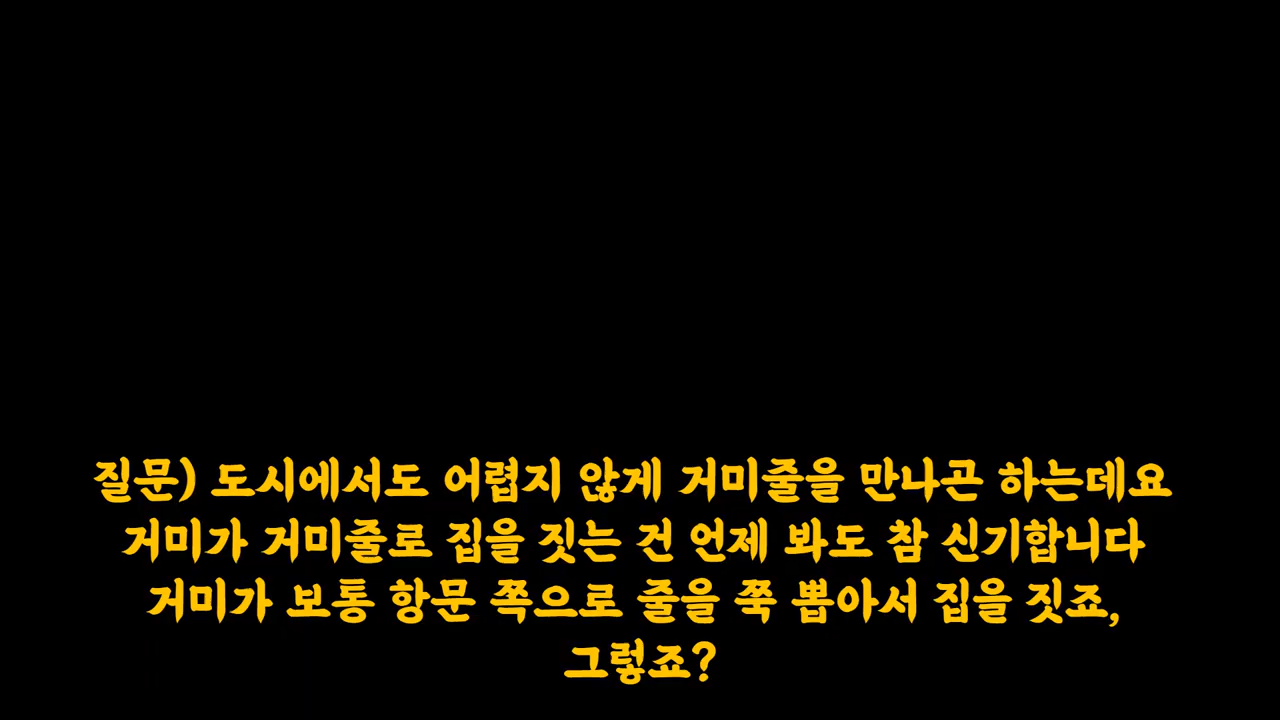 질문) 도시에서도 어렵지 않게 거미줄을 만나곤 하는데요
거미가 거미줄로 집을 짓는 건 언제 봐도 참 신기합니다
거미가 보통 항문 쪽으로 줄을 쭉 뽑아서 집을 짓죠,
그렇죠?